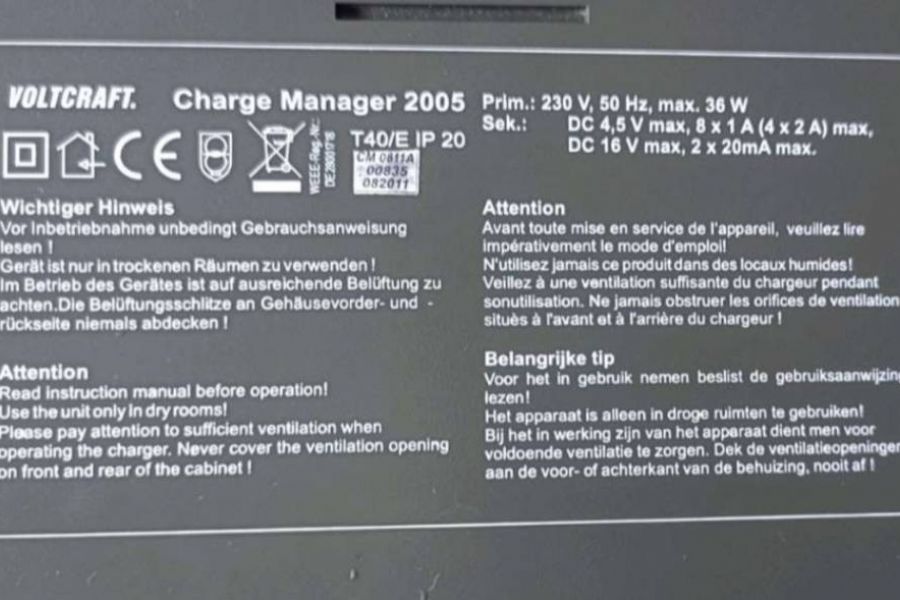 VOLTCRAFT. Charge Manager 2005
T40/E IP 20
WEEE-Reg.-Nr.:
DE28001718
CM 0811A
00835
082011
Prim.: 230 V, 50 Hz, max. 36 W
Sek.: DC 4,5 V max, 8 x 1 A (4 x 2 A) max,
DC 16 V max, 2 x 20mA max.
Wichtiger Hinweis
Vor Inbetriebnahme unbedingt Gebrauchsanweisung
lesen !
Gerät ist nur in trockenen Räumen zu verwenden !
Im Betrieb des Gerätes ist auf ausreichende Belüftung zu
achten.Die Belüftungsschlitze an Gehäusevorder- und -
rückseite niemals abdecken !
Attention
Read instruction manual before operation!
Use the unit only in dry rooms!
Please pay attention to sufficient ventilation when
operating the charger. Never cover the ventilation opening
on front and rear of the cabinet !
Attention
Avant toute mise en service de l'appareil, veuillez lire
impérativement le mode d'emploi!
N'utilisez jamais ce produit dans des locaux humides!
Veillez à une ventilation suffisante du chargeur pendant
sonutilisation. Ne jamais obstruer les orifices de ventilation
situès à l'avant et à l'arrière du chargeur !
Belangrijke tip
Voor het in gebruik nemen beslist de gebruiksaanwijzing
lezen!
Het apparaat is alleen in droge ruimten te gebruiken!
Bij het in werking zijn van het apparaat dient men voor
voldoende ventilatie te zorgen. Dek de ventilatieopeningen
aan de voor- of achterkant van de behuizing, nooit af !